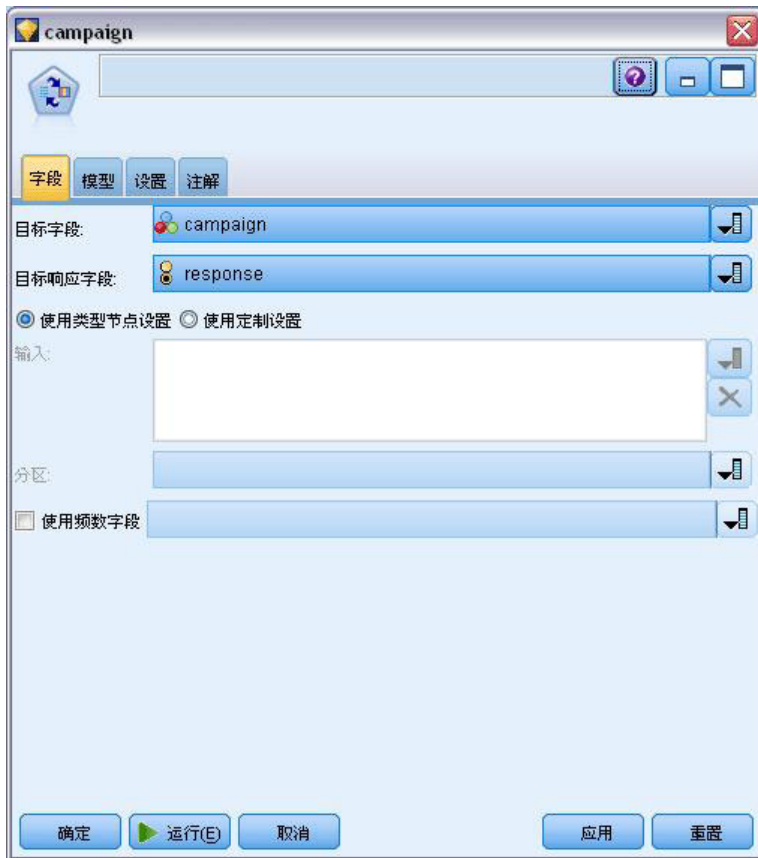 campaign
字段 模型 设置 注解
目标字段: campaign
目标响应字段: response
使用类型节点设置 使用定制设置
输入:
分区:
使用频数字段
确定 运行(E) 取消 应用 重置